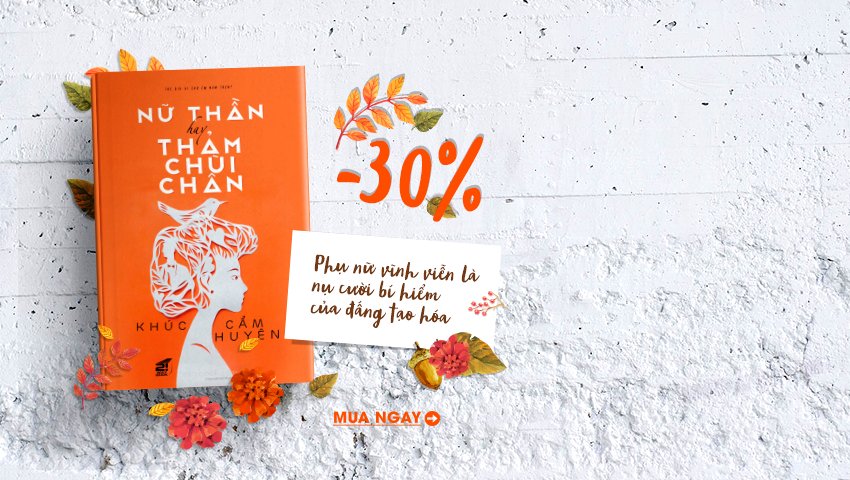 NỮ THẦN
hay
THẢM
CHÙI
CHÂN
KHÚC CẨM
HUYÊN
-30%
Phụ nữ vĩnh viễn là
nụ cười bí hiểm
của đấng tạo hóa
MUA NGAY